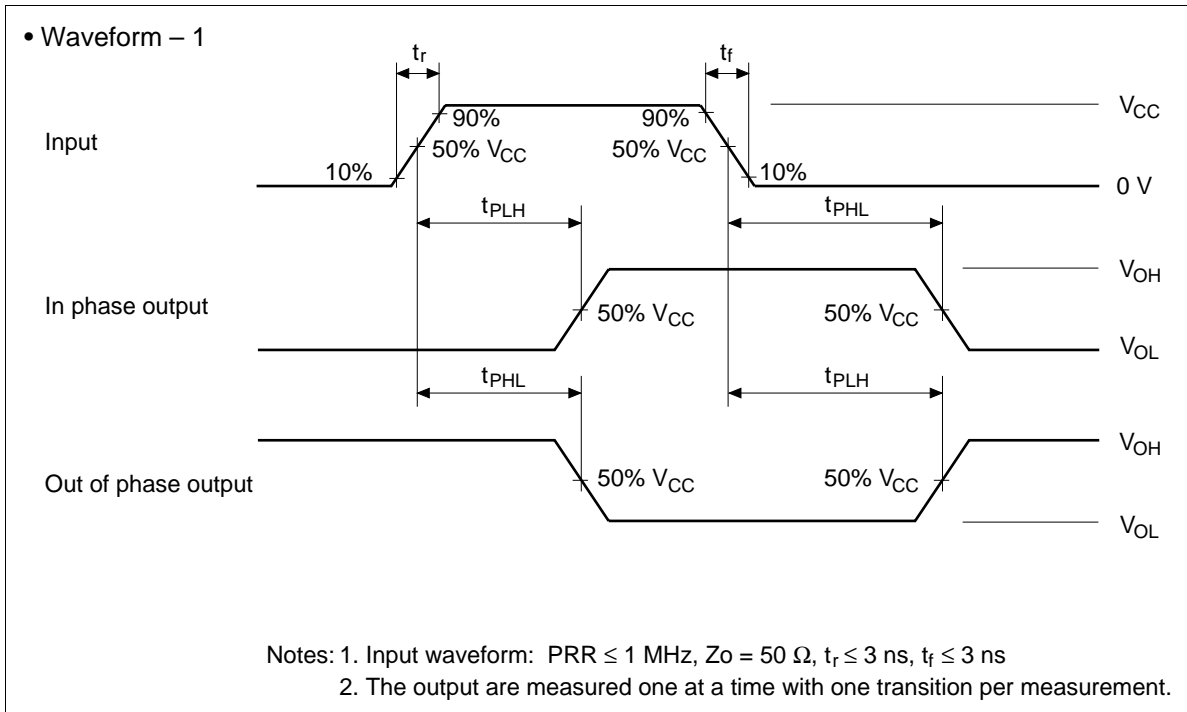 • Waveform – 1
tr
tf
Input
90%
90%
VCC
50% VCC
50% VCC
10%
10%
0 V
tPLH
tPHL
In phase output
VOH
50% VCC
50% VCC
VOL
tPHL
tPLH
Out of phase output
VOH
50% VCC
50% VCC
VOL
Notes: 1. Input waveform: PRR ≤ 1 MHz, Zo = 50 Ω, tr ≤ 3 ns, tf ≤ 3 ns
2. The output are measured one at a time with one transition per measurement.